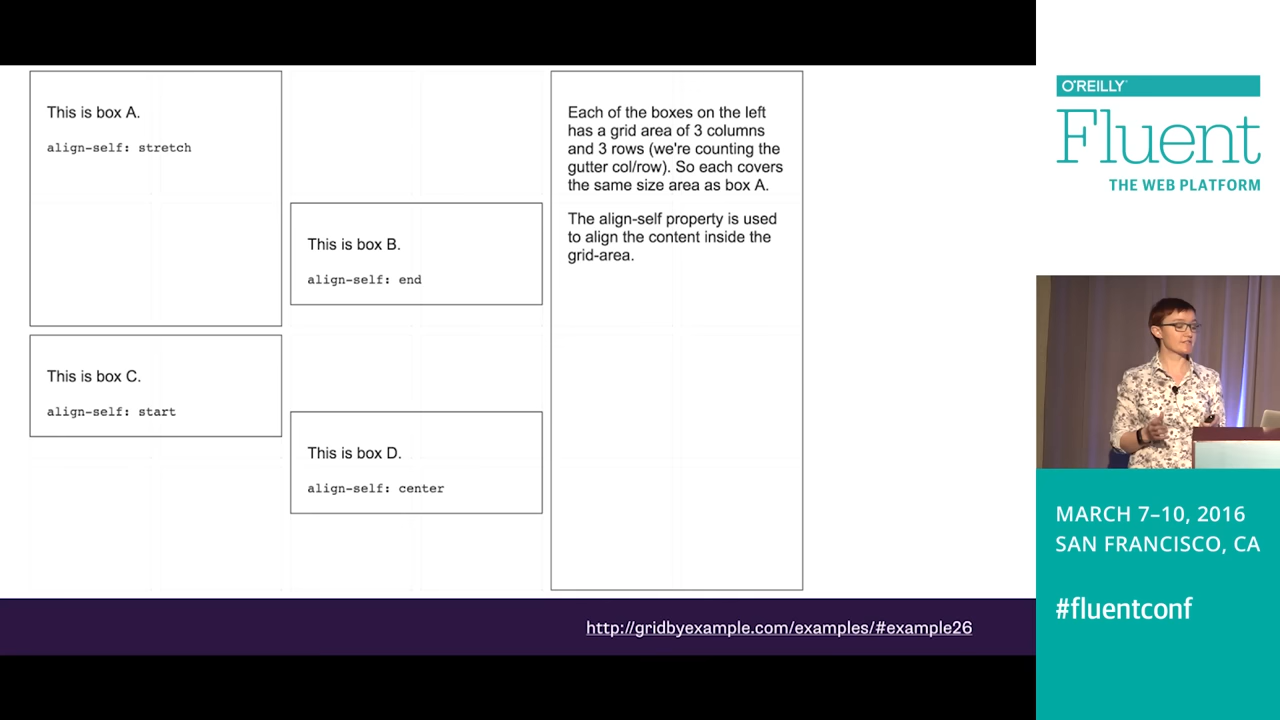 This is box A.
align-self: stretch
This is box B.
align-self: end
This is box C.
align-self: start
This is box D.
align-self: center
Each of the boxes on the left
has a grid area of 3 columns
and 3 rows (we're counting the
gutter col/row). So each covers
the same size area as box A.
The align-self property is used
to align the content inside the
grid-area.
http://gridbyexample.com/examples/#example26
O'REILLY™
Fluent
THE WEB PLATFORM
MARCH 7–10, 2016
SAN FRANCISCO, CA
#fluentconf